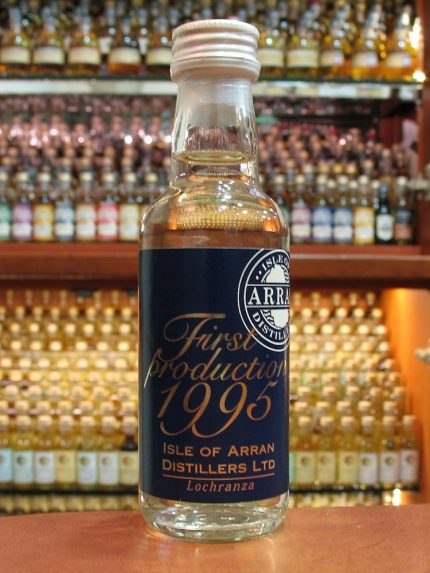 ISLE OF
ARRAN
DISTILLERS
First
production
1995
ISLE OF ARRAN
DISTILLERS LTD
Lochranza